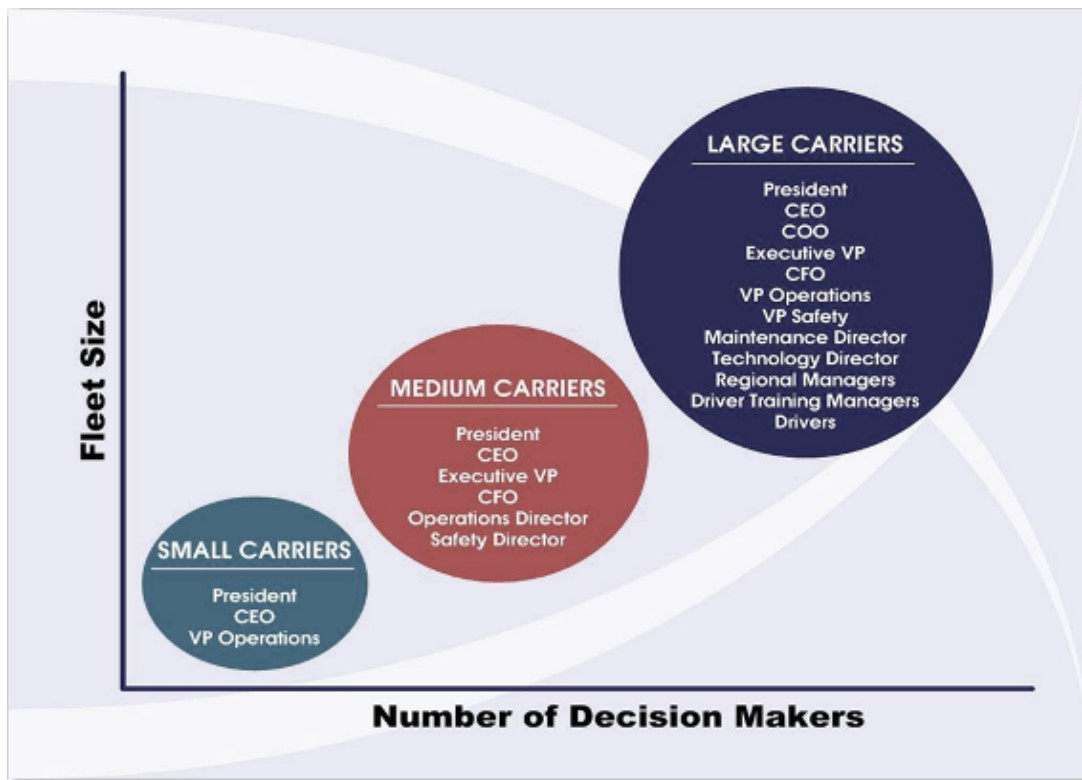 LARGE CARRIERS
President
CEO
COO
Executive VP
CFO
VP Operations
VP Safety
Maintenance Director
Technology Director
Regional Managers
Driver Training Managers
Drivers
MEDIUM CARRIERS
President
CEO
Executive VP
CFO
Operations Director
Safety Director
SMALL CARRIERS
President
CEO
VP Operations
Fleet Size
Number of Decision Makers